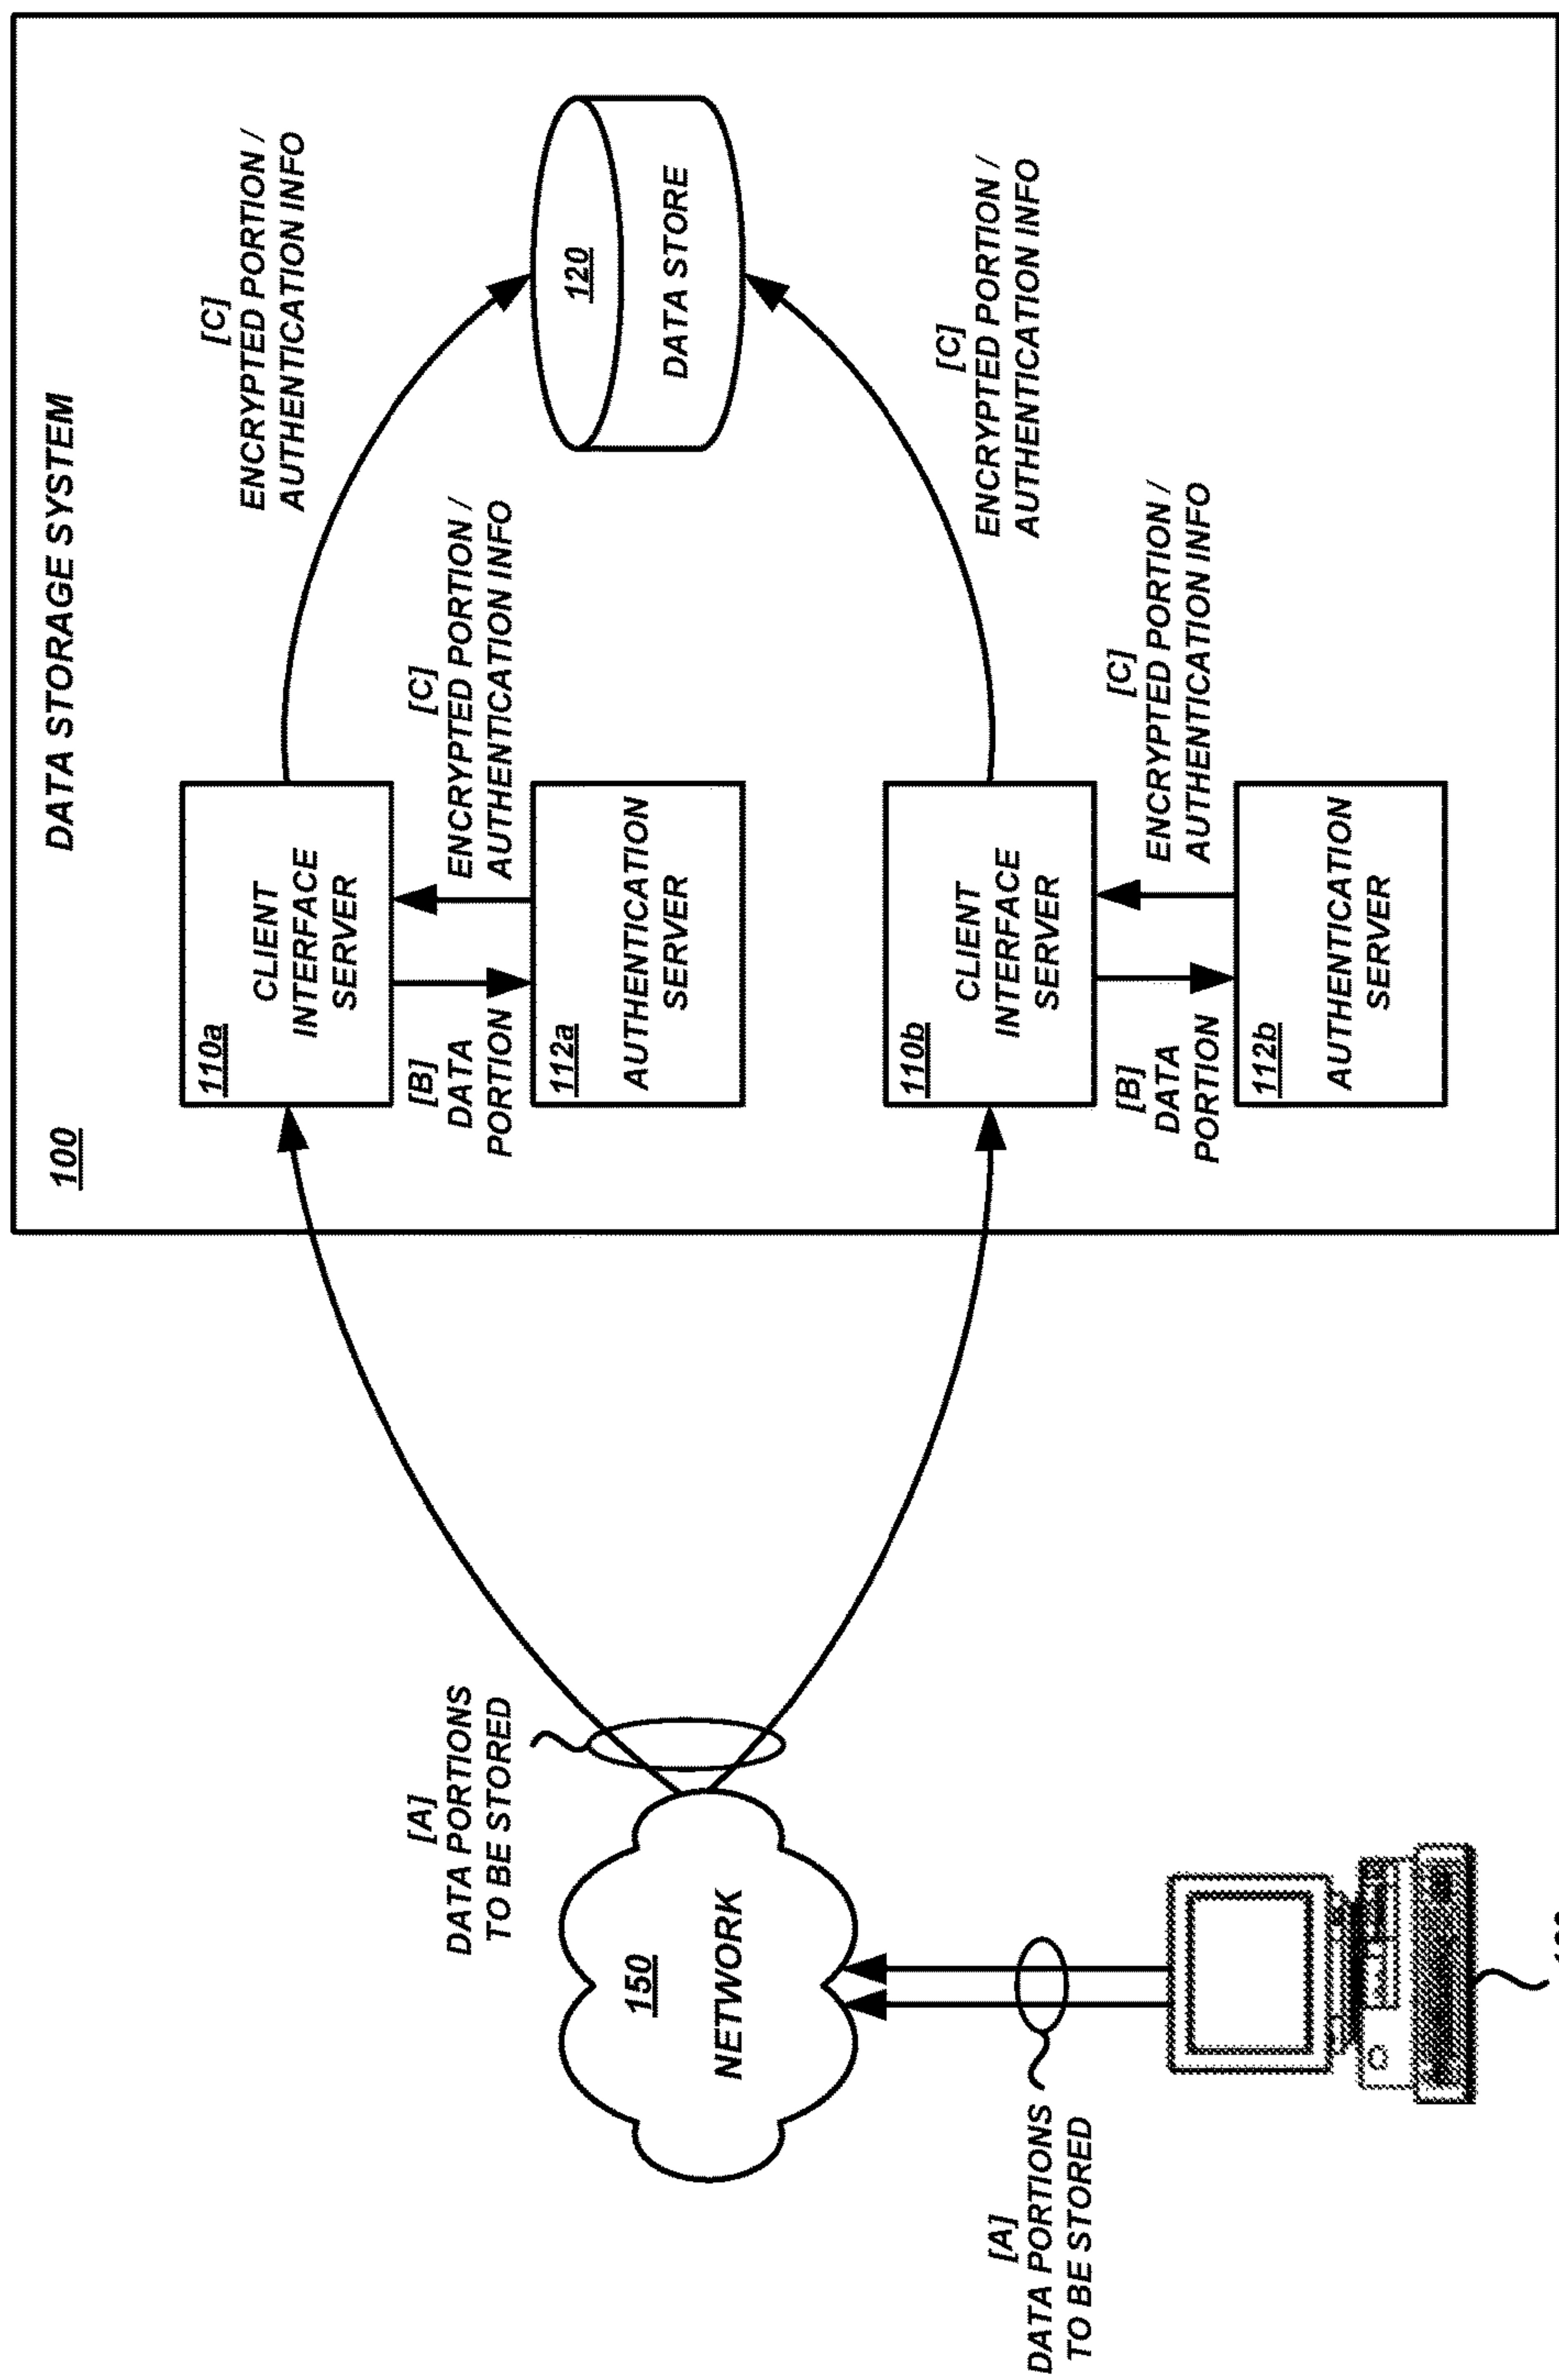 100
DATA STORAGE SYSTEM
[C]
ENCRYPTED PORTION /
AUTHENTICATION INFO
110a
CLIENT
INTERFACE
SERVER
[B]
DATA
PORTION
[C]
ENCRYPTED PORTION /
AUTHENTICATION INFO
112a
AUTHENTICATION
SERVER
120
DATA STORE
[A]
DATA PORTIONS
TO BE STORED
150
NETWORK
110b
CLIENT
INTERFACE
SERVER
[C]
ENCRYPTED PORTION /
AUTHENTICATION INFO
[B]
DATA
PORTION
[C]
ENCRYPTED PORTION /
AUTHENTICATION INFO
112b
AUTHENTICATION
SERVER
[A]
DATA PORTIONS
TO BE STORED